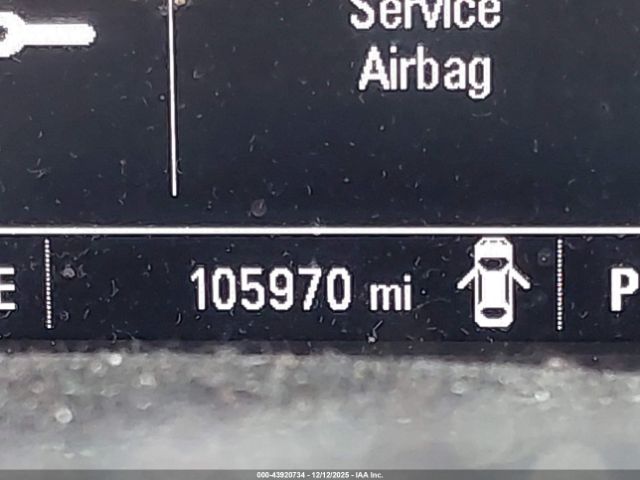 Service
Airbag
E
105970 mi
P
000-43920734 - 12/12/2025 - IAA Inc.